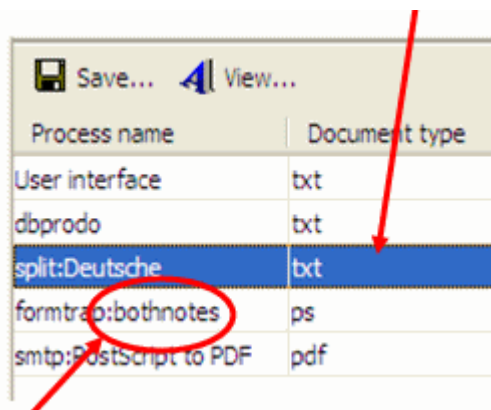 Save... View...
Process name Document type
User interface txt
dbprodo txt
split:Deutsche txt
formtrap:bothnotes ps
smtp:PostScript to PDF pdf